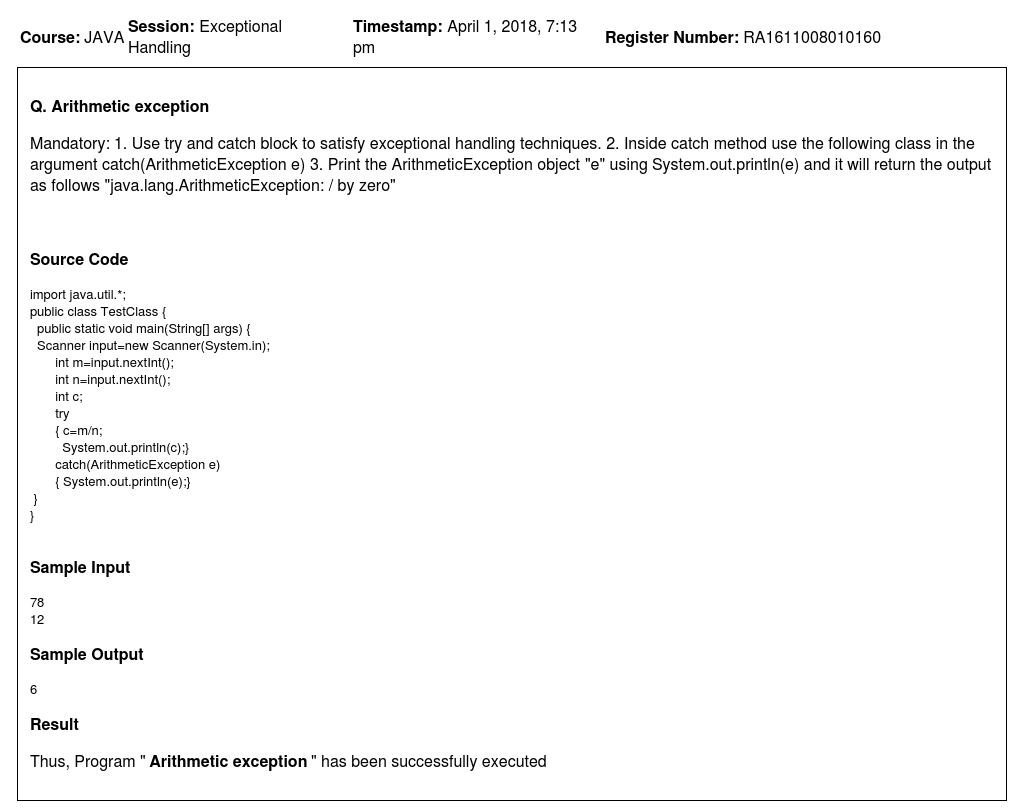 Course: JAVA Session: Exceptional Handling Timestamp: April 1, 2018, 7:13 pm Register Number: RA1611008010160
Q. Arithmetic exception
Mandatory: 1. Use try and catch block to satisfy exceptional handling techniques. 2. Inside catch method use the following class in the
argument catch(ArithmeticException e) 3. Print the ArithmeticException object "e" using System.out.println(e) and it will return the output
as follows "java.lang.ArithmeticException: / by zero"
Source Code
import java.util.*;
public class TestClass {
  public static void main(String[] args) {
  Scanner input=new Scanner(System.in);
       int m=input.nextInt();
       int n=input.nextInt();
       int c;
       try
       { c=m/n;
         System.out.println(c);}
       catch(ArithmeticException e)
       { System.out.println(e);}
 }
}
Sample Input
78
12
Sample Output
6
Result
Thus, Program " Arithmetic exception " has been successfully executed